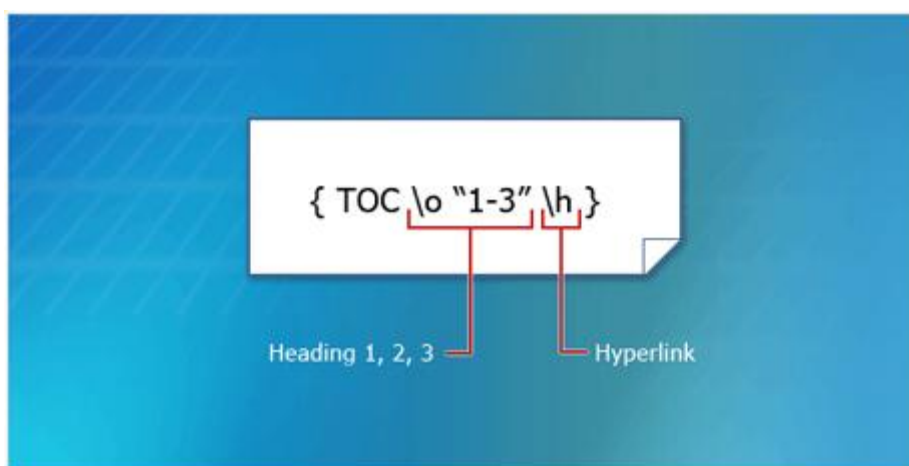 { TOC \o “1-3” \h }
Heading 1, 2, 3
Hyperlink